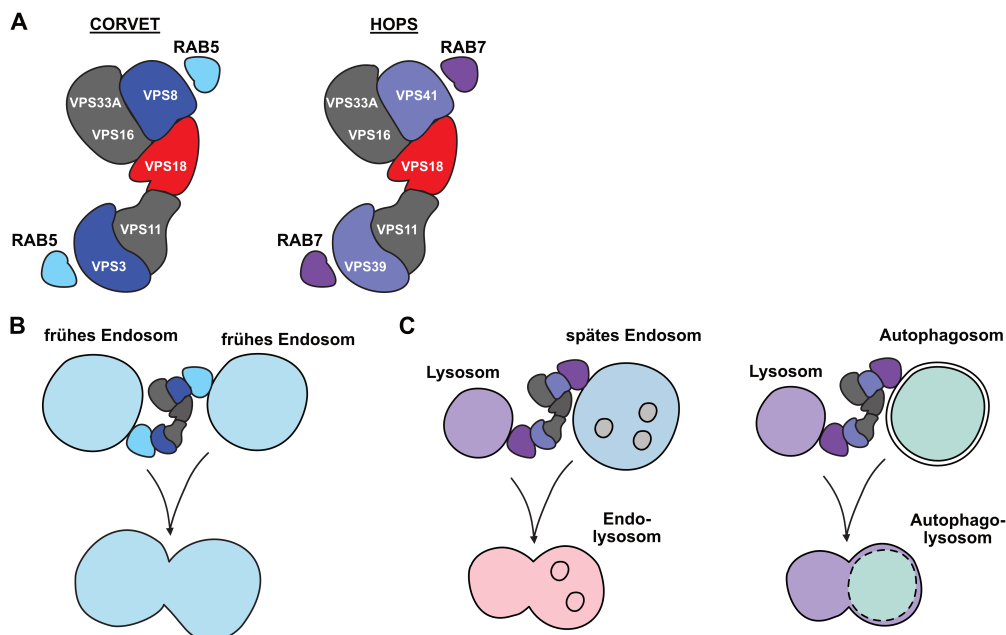 A
CORVET
RAB5
VPS33A
VPS8
VPS16
VPS18
VPS11
RAB5
VPS3
HOPS
RAB7
VPS33A
VPS41
VPS16
VPS18
VPS11
RAB7
VPS39
B
frühes Endosom
frühes Endosom
C
spätes Endosom
Lysosom
Endo-
lysosom
Autophagosom
Lysosom
Autophago-
lysosom